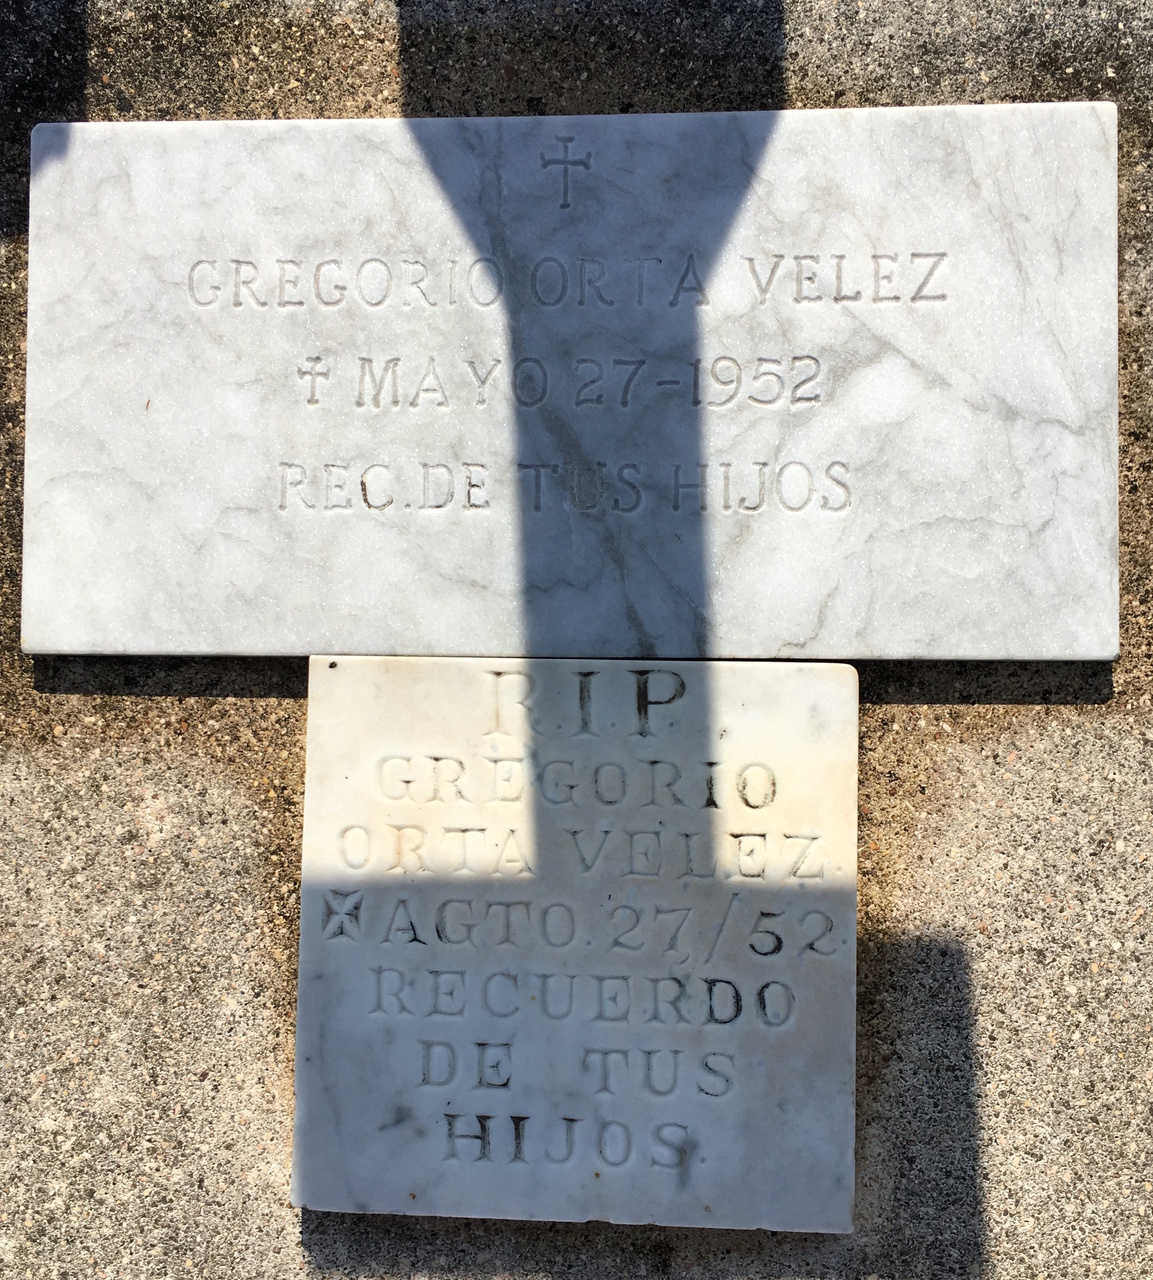 GREGORIO ORTA VELEZ
✝ MAYO 27-1952
REC. DE TUS HIJOS
R.I.P.
GREGORIO
ORTA VELEZ.
✠ AGTO. 27/52.
RECUERDO
DE TUS
HIJOS.